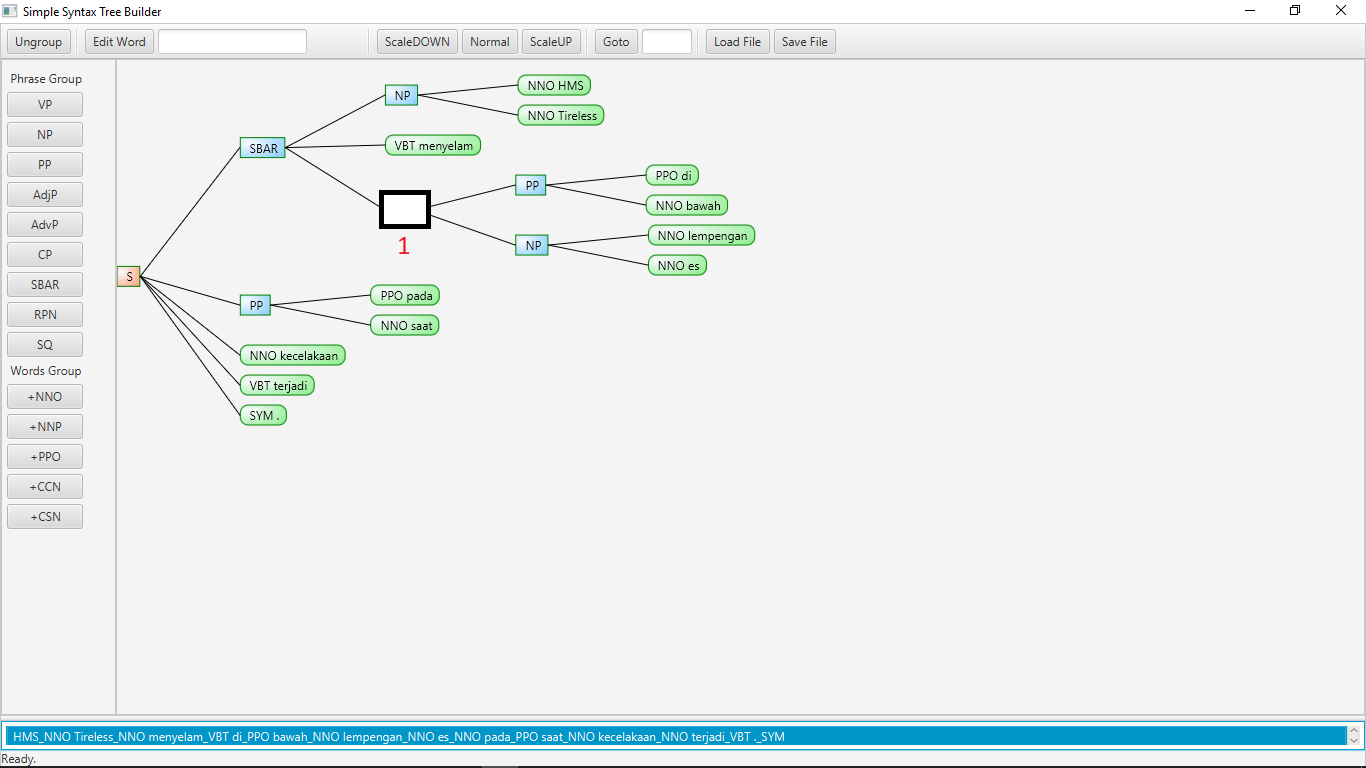 Simple Syntax Tree Builder
Ungroup Edit Word ScaleDOWN Normal ScaleUP Goto Load File Save File
Phrase Group
VP
NP
PP
AdjP
AdvP
CP
SBAR
RPN
SQ
Words Group
+NNO
+NNP
+PPO
+CCN
+CSN
NNO HMS
NP
NNO Tireless
SBAR
VBT menyelam
PPO di
PP
NNO bawah
1
NNO lempengan
NP
NNO es
S
PPO pada
PP
NNO saat
NNO kecelakaan
VBT terjadi
SYM .
HMS_NNO Tireless_NNO menyelam_VBT di_PPO bawah_NNO lempengan_NNO es_NNO pada_PPO saat_NNO kecelakaan_NNO terjadi_VBT ._SYM
Ready.